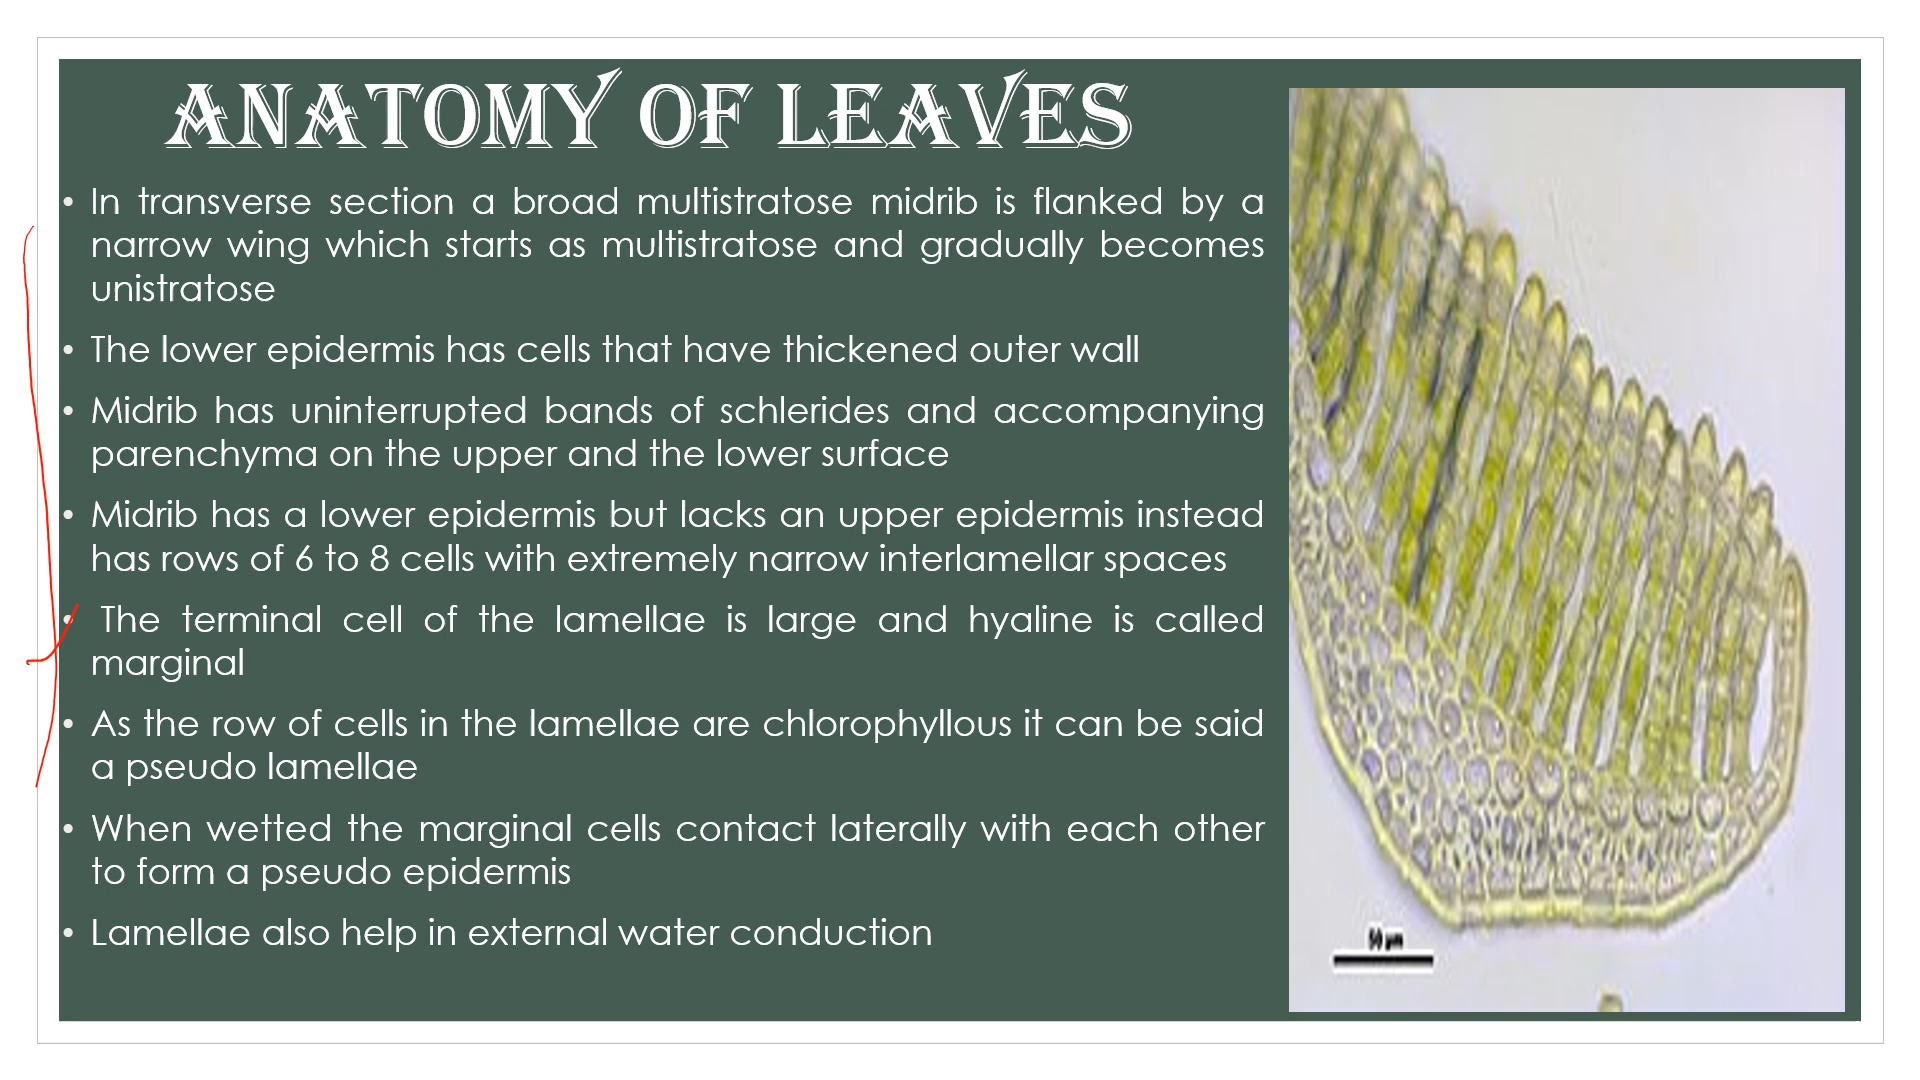 ANATOMY OF LEAVES
• In transverse section a broad multistratose midrib is flanked by a
narrow wing which starts as multistratose and gradually becomes
unistratose
• The lower epidermis has cells that have thickened outer wall
• Midrib has uninterrupted bands of schlerides and accompanying
parenchyma on the upper and the lower surface
• Midrib has a lower epidermis but lacks an upper epidermis instead
has rows of 6 to 8 cells with extremely narrow interlamellar spaces
• The terminal cell of the lamellae is large and hyaline is called
marginal
• As the row of cells in the lamellae are chlorophyllous it can be said
a pseudo lamellae
• When wetted the marginal cells contact laterally with each other
to form a pseudo epidermis
• Lamellae also help in external water conduction
50 µm